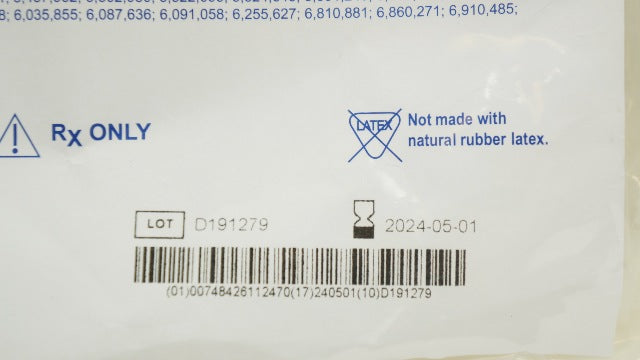 8; 6,035,855; 6,087,636; 6,091,058; 6,255,627; 6,810,881; 6,860,271; 6,910,485;
Rx ONLY
LATEX
Not made with
natural rubber latex.
LOT D191279
2024-05-01
(01)00748426112470(17)240501(10)D191279